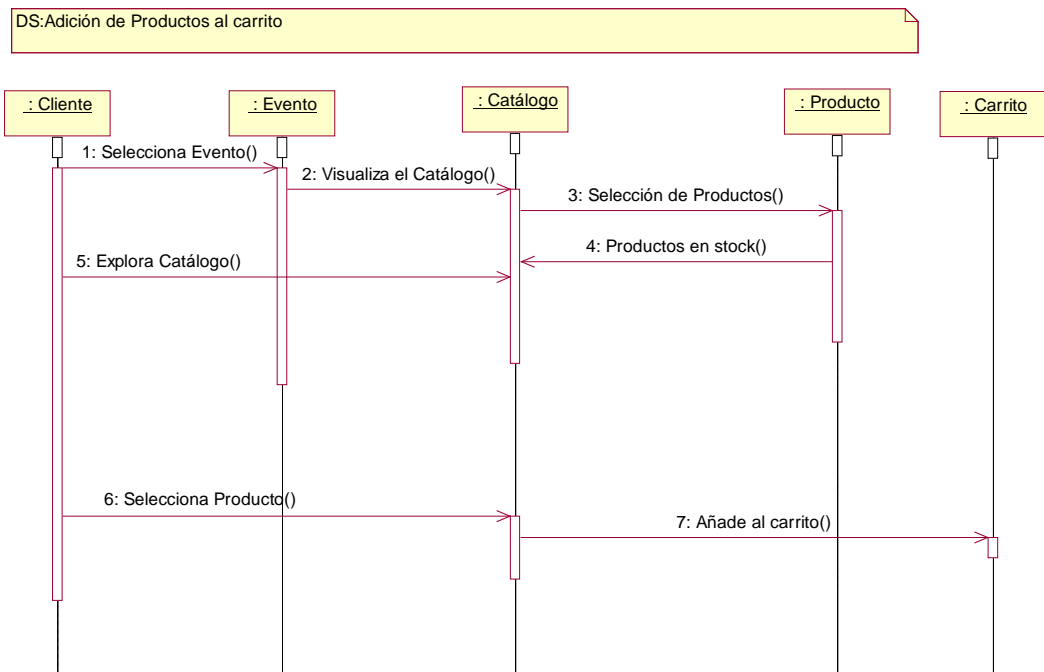 DS:Adición de Productos al carrito
: Cliente
: Evento
: Catálogo
: Producto
: Carrito
1: Selecciona Evento()
2: Visualiza el Catálogo()
3: Selección de Productos()
4: Productos en stock()
5: Explora Catálogo()
6: Selecciona Producto()
7: Añade al carrito()